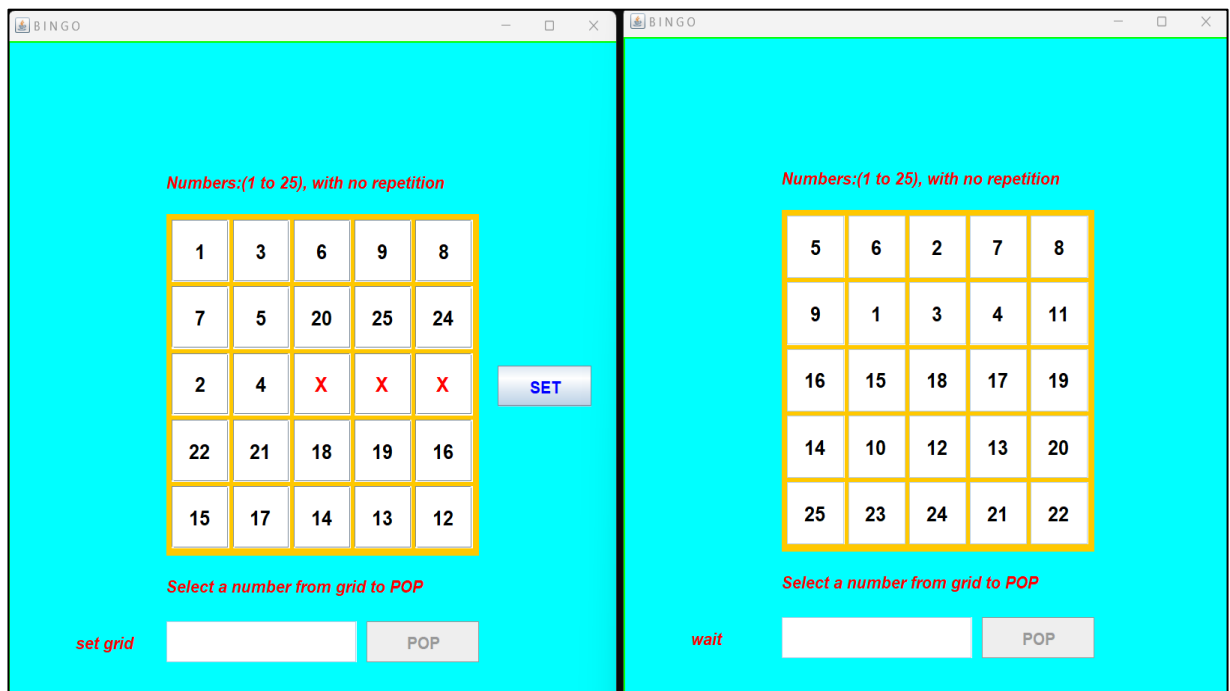 BINGO
Numbers:(1 to 25), with no repetition
1 3 6 9 8
7 5 20 25 24
2 4 X X X
SET
22 21 18 19 16
15 17 14 13 12
Select a number from grid to POP
set grid POP
BINGO
Numbers:(1 to 25), with no repetition
5 6 2 7 8
9 1 3 4 11
16 15 18 17 19
14 10 12 13 20
25 23 24 21 22
Select a number from grid to POP
wait POP